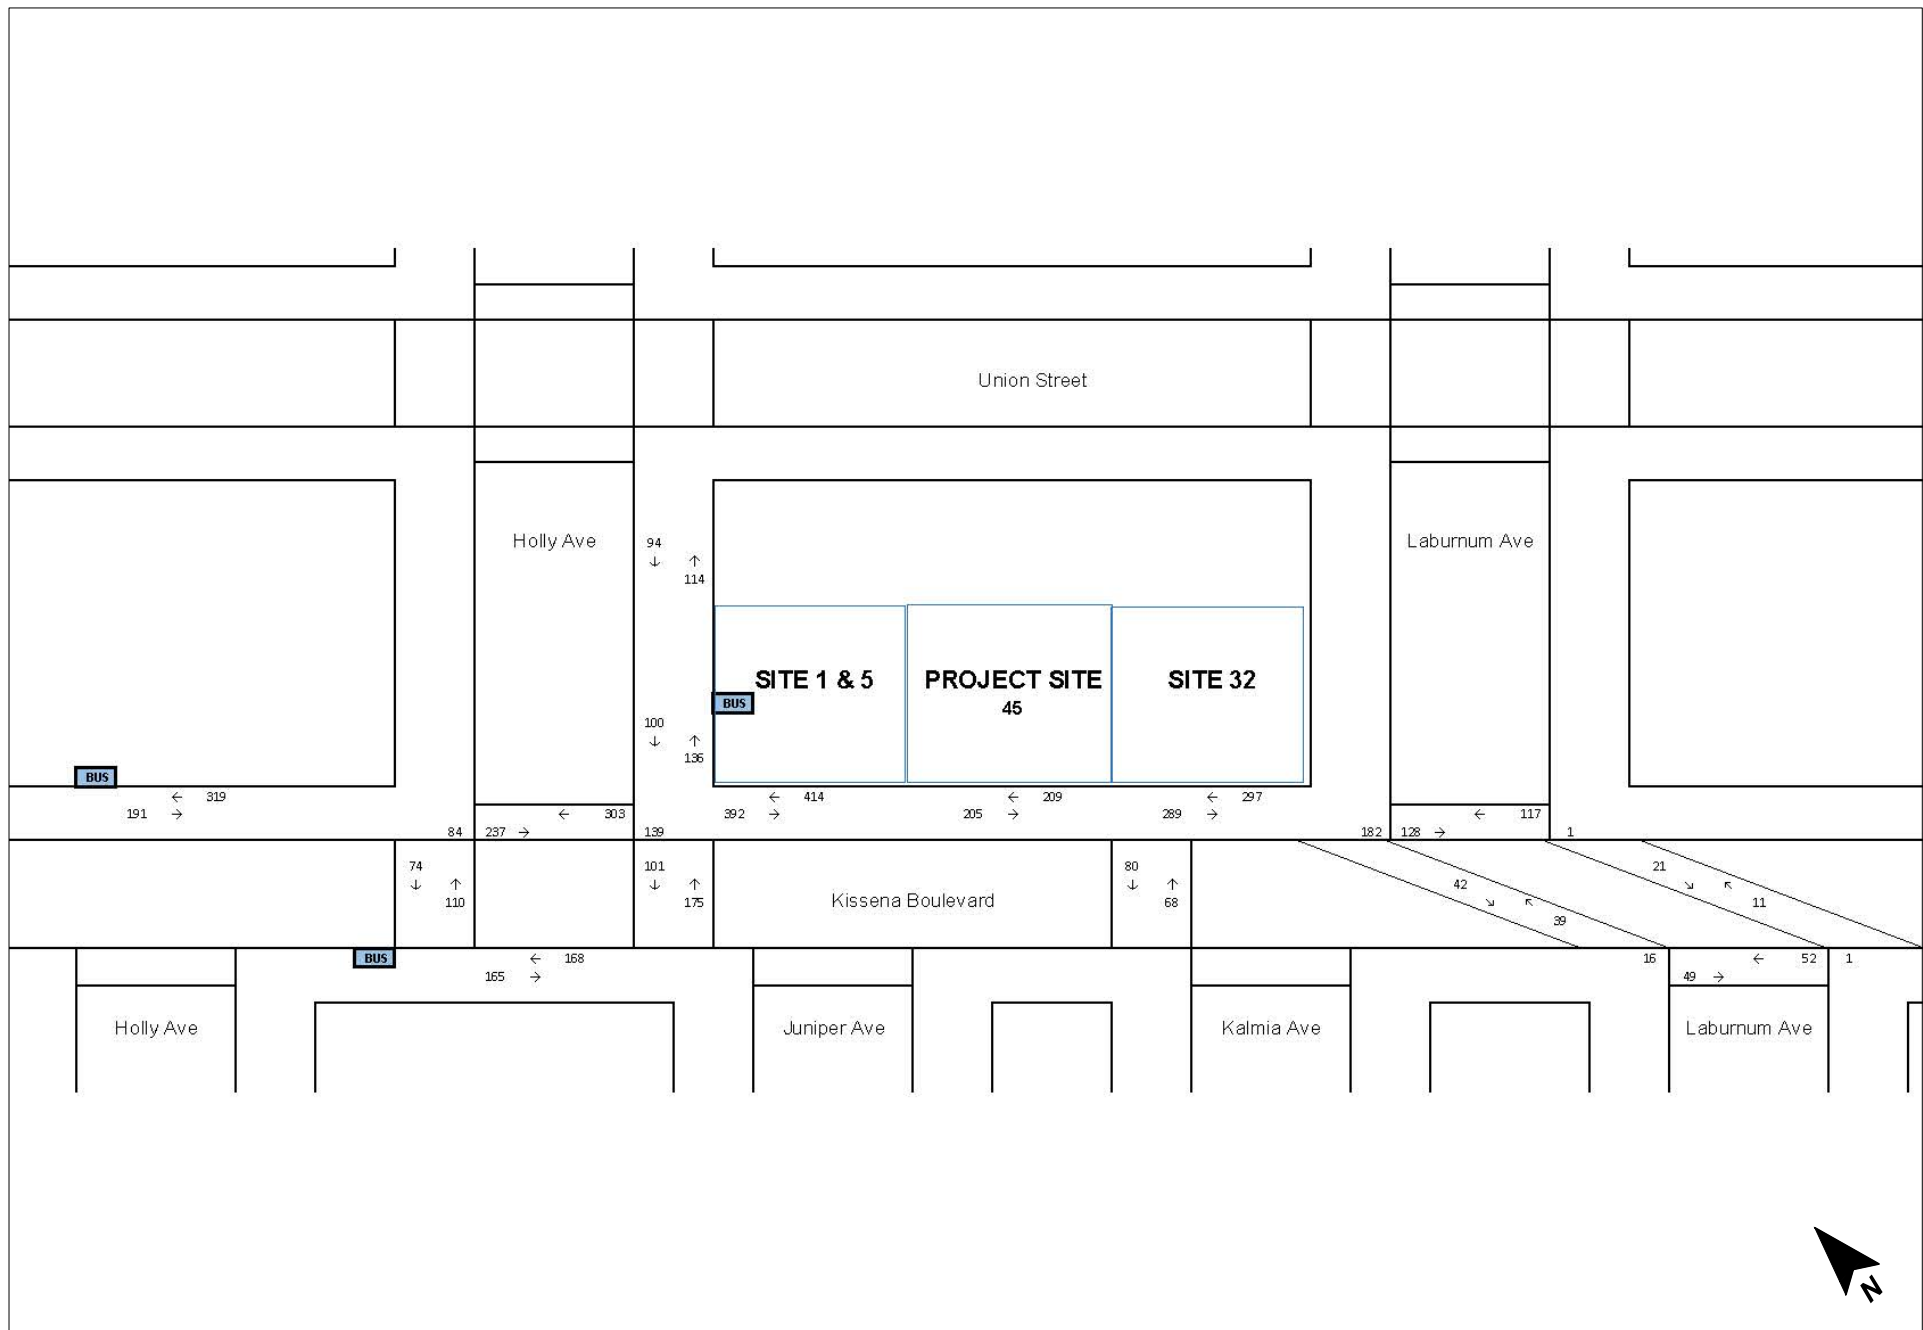 Union Street
Holly Ave
Laburnum Ave
94
↓ ↑
114
SITE 1 & 5
PROJECT SITE
45
SITE 32
BUS
100
↓ ↑
136
BUS
← 319
191 →
← 414
392 →
← 209
205 →
← 297
289 →
84
237 →
← 303
139
182
128 →
← 117
1
74
↓ ↑
110
101
↓ ↑
175
Kissena Boulevard
80
↓ ↑
68
42
↘ ↖
39
21
↘ ↖
11
BUS
← 168
165 →
16
← 52
49 →
1
Holly Ave
Juniper Ave
Kalmia Ave
Laburnum Ave
N